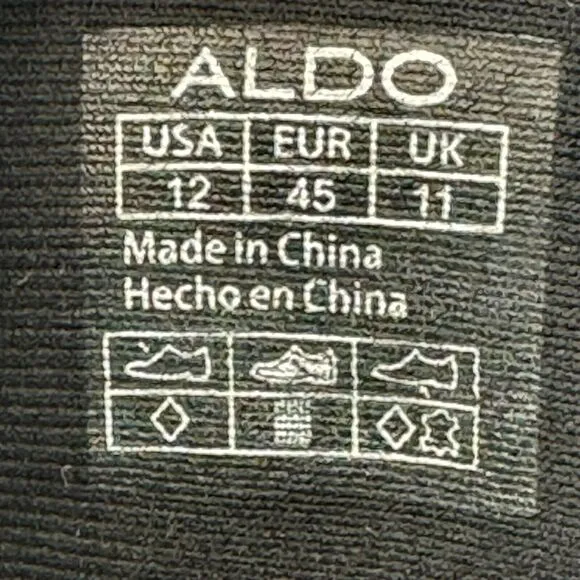 ALDO
USA EUR UK
12 45 11
Made in China
Hecho en China